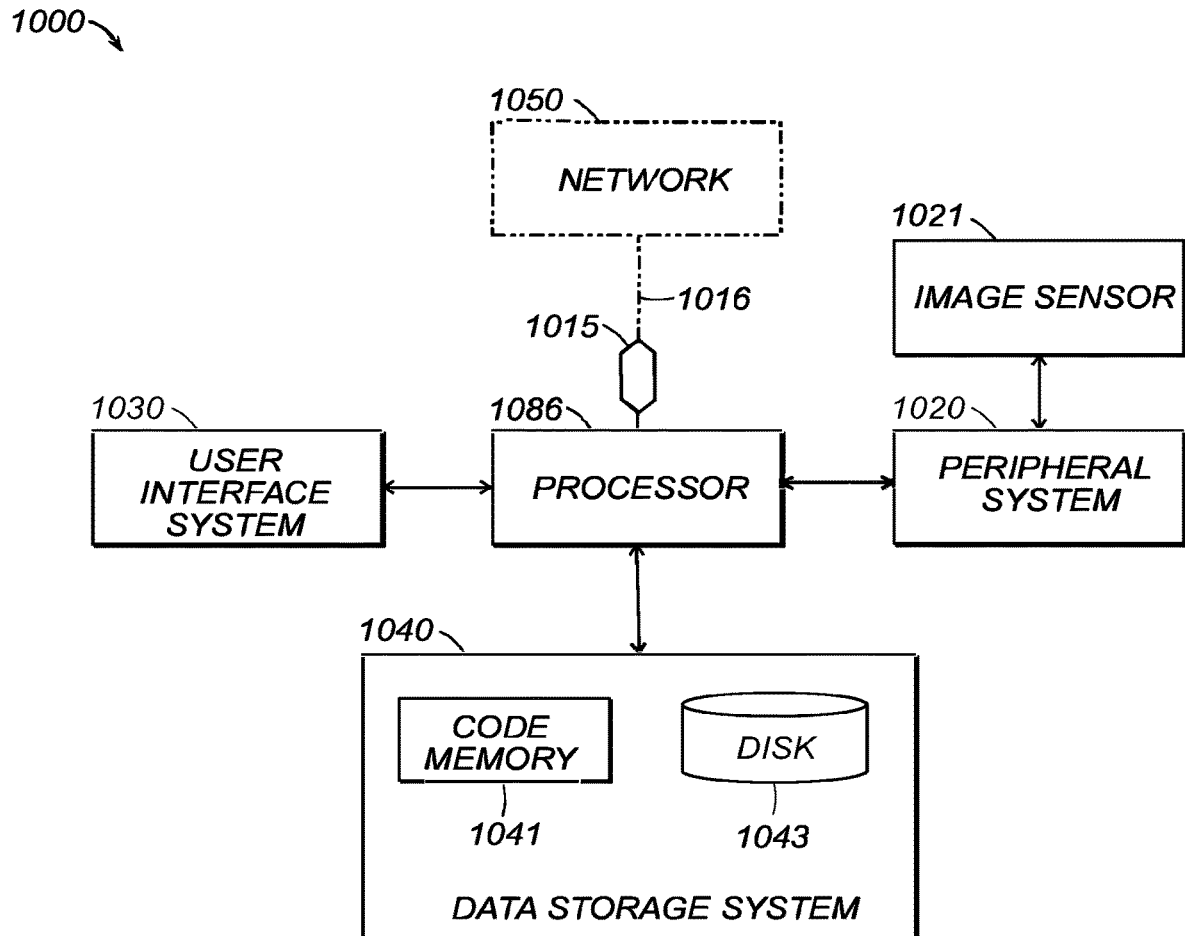 1000
1050
NETWORK
1021
IMAGE SENSOR
1016
1015
1030
USER
INTERFACE
SYSTEM
1086
PROCESSOR
1020
PERIPHERAL
SYSTEM
1040
CODE
MEMORY
1041
DISK
1043
DATA STORAGE SYSTEM